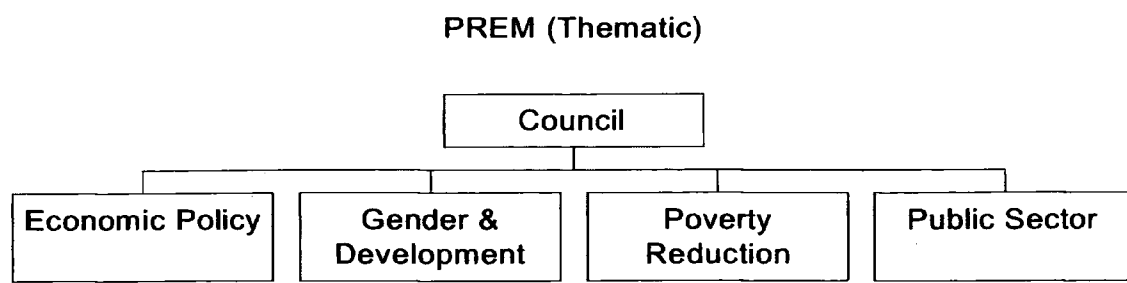 PREM (Thematic)
Council
Economic Policy
Gender &
Development
Poverty
Reduction
Public Sector